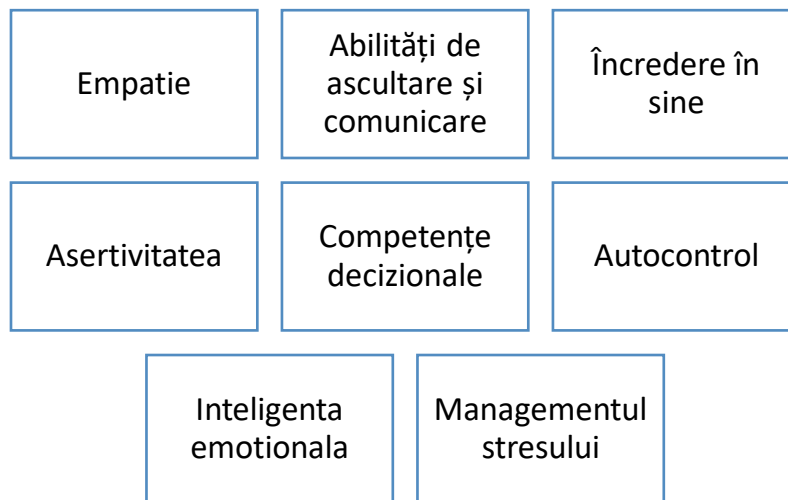 Empatie
Abilități de
ascultare și
comunicare
Încredere în
sine
Asertivitatea
Competențe
decizionale
Autocontrol
Inteligenta
emotionala
Managementul
stresului